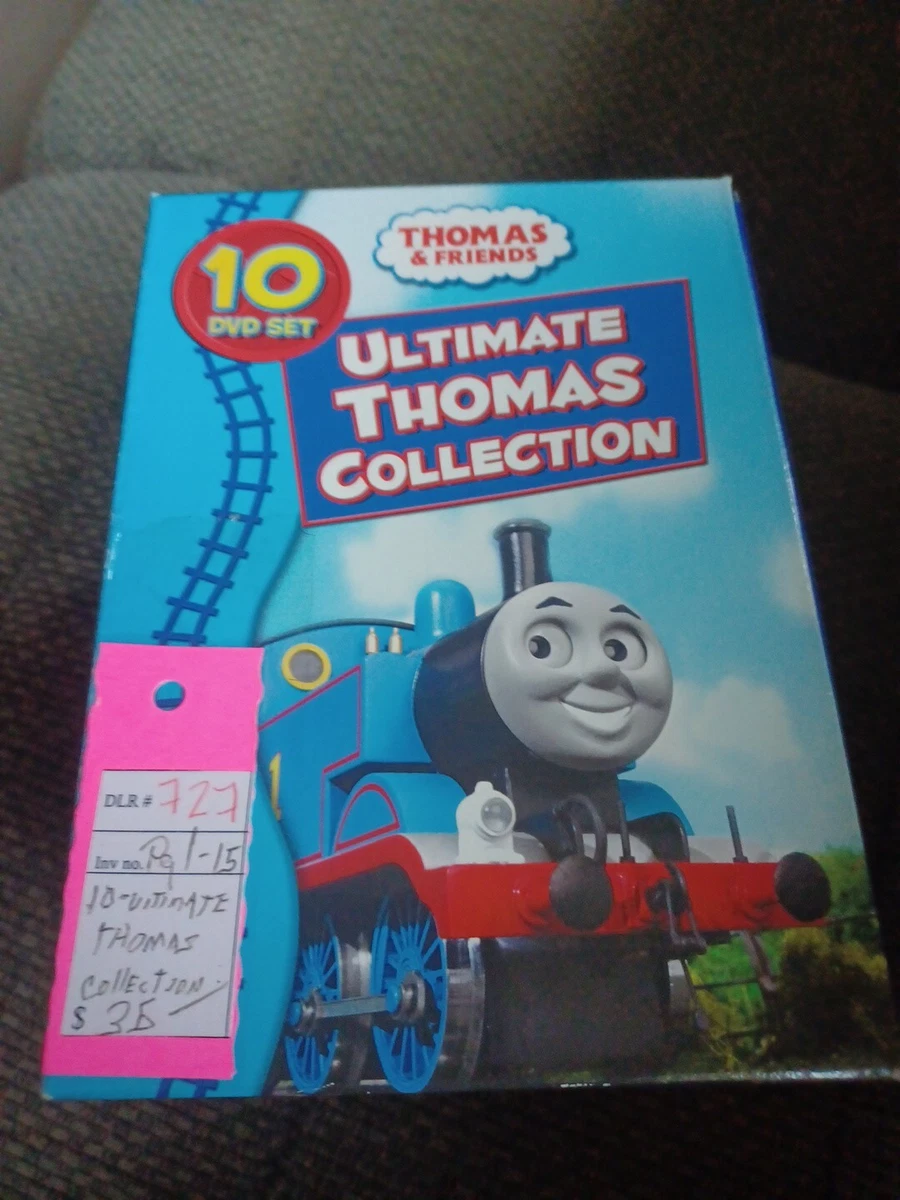 THOMAS
& FRIENDS
10
DVD SET
ULTIMATE
THOMAS
COLLECTION
1
DLR # 727
Inv no. Pg 1-15
10-ULTIMATE
THOMAS
COLLECTION
$ 35